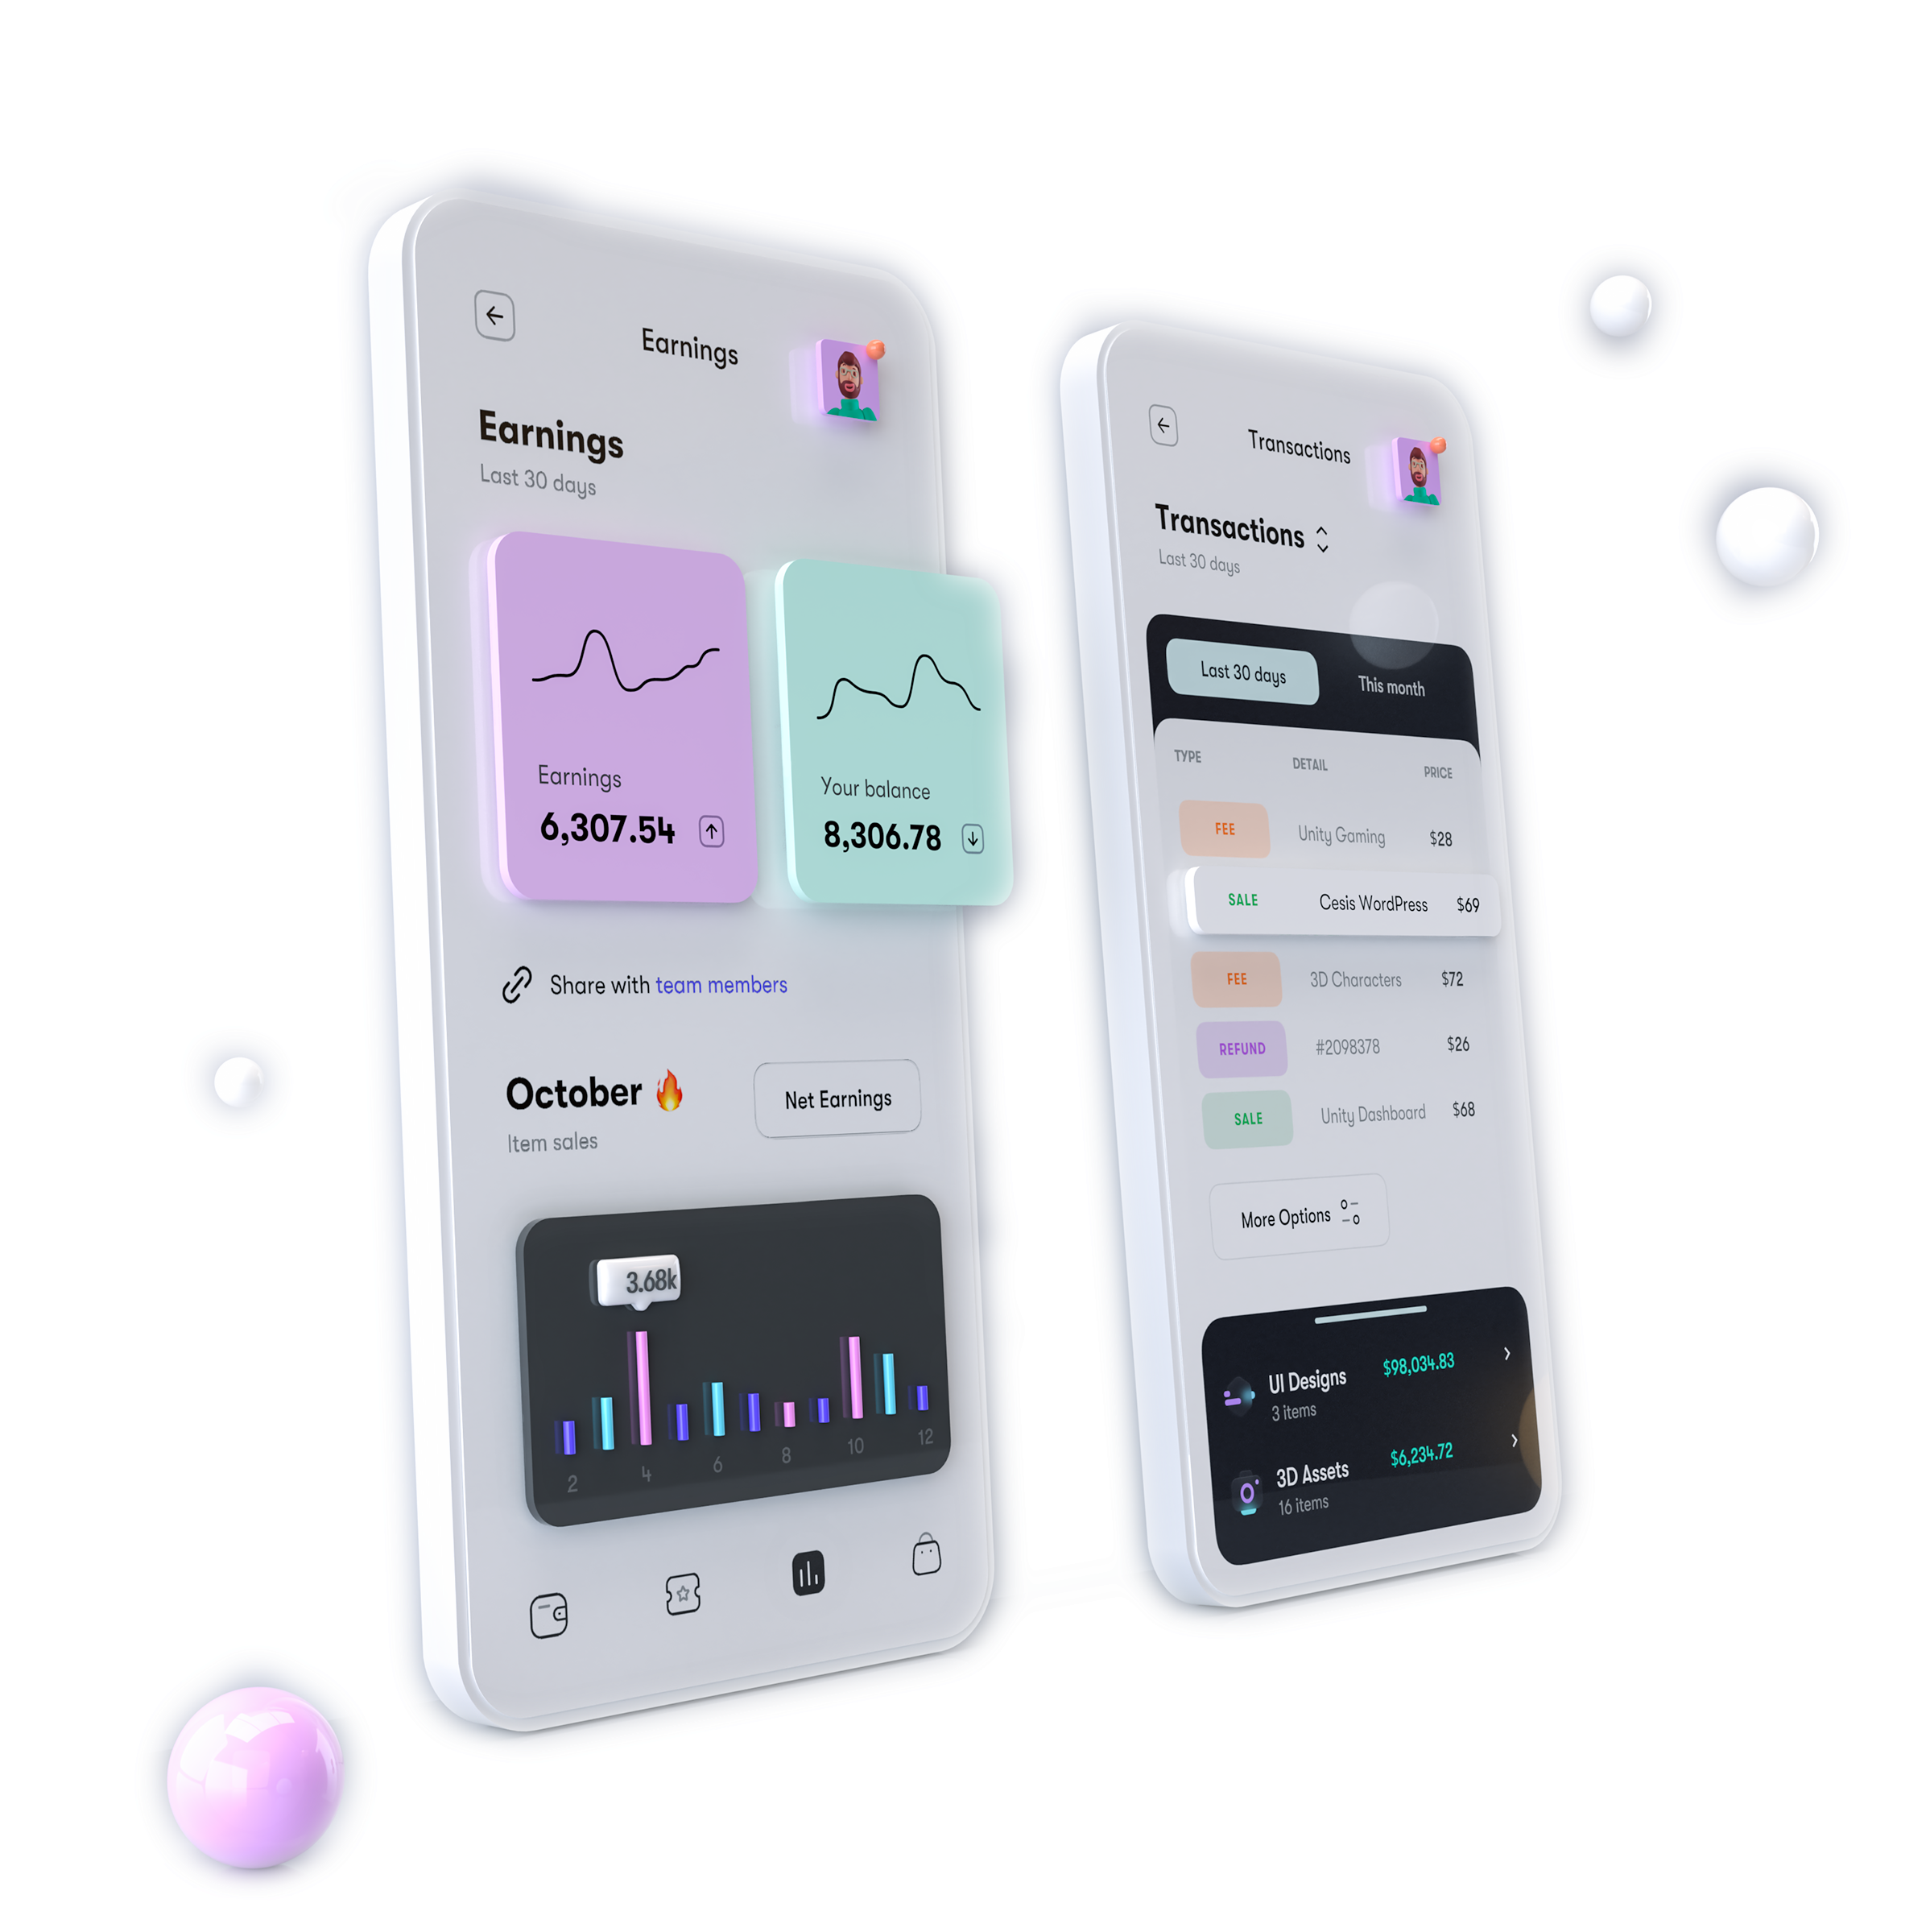 Earnings
Earnings
Last 30 days
Earnings
6,307.54
Your balance
8,306.78
Share with team members
October
Net Earnings
Item sales
3.68k
2 4 6 8 10 12
Transactions
Transactions
Last 30 days
Last 30 days
This month
TYPE DETAIL PRICE
FEE Unity Gaming $28
SALE Cesis WordPress $69
FEE 3D Characters $72
REFUND #2098378 $26
SALE Unity Dashboard $68
More Options
UI Designs $98,034.83
3 items
3D Assets $6,234.72
16 items